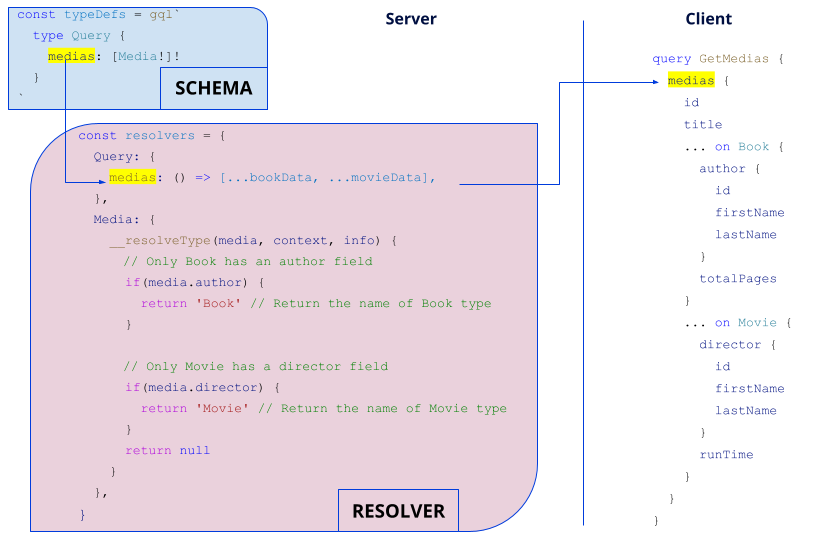 Server
Client
const typeDefs = gql`
type Query {
medias: [Media!]!
}
`
SCHEMA
const resolvers = {
Query: {
medias: () => [...bookData, ...movieData],
},
Media: {
__resolveType(media, context, info) {
// Only Book has an author field
if(media.author) {
return 'Book' // Return the name of Book type
}
// Only Movie has a director field
if(media.director) {
return 'Movie' // Return the name of Movie type
}
return null
}
},
}
RESOLVER
query GetMedias {
medias {
id
title
... on Book {
author {
id
firstName
lastName
}
totalPages
}
... on Movie {
director {
id
firstName
lastName
}
runTime
}
}
}